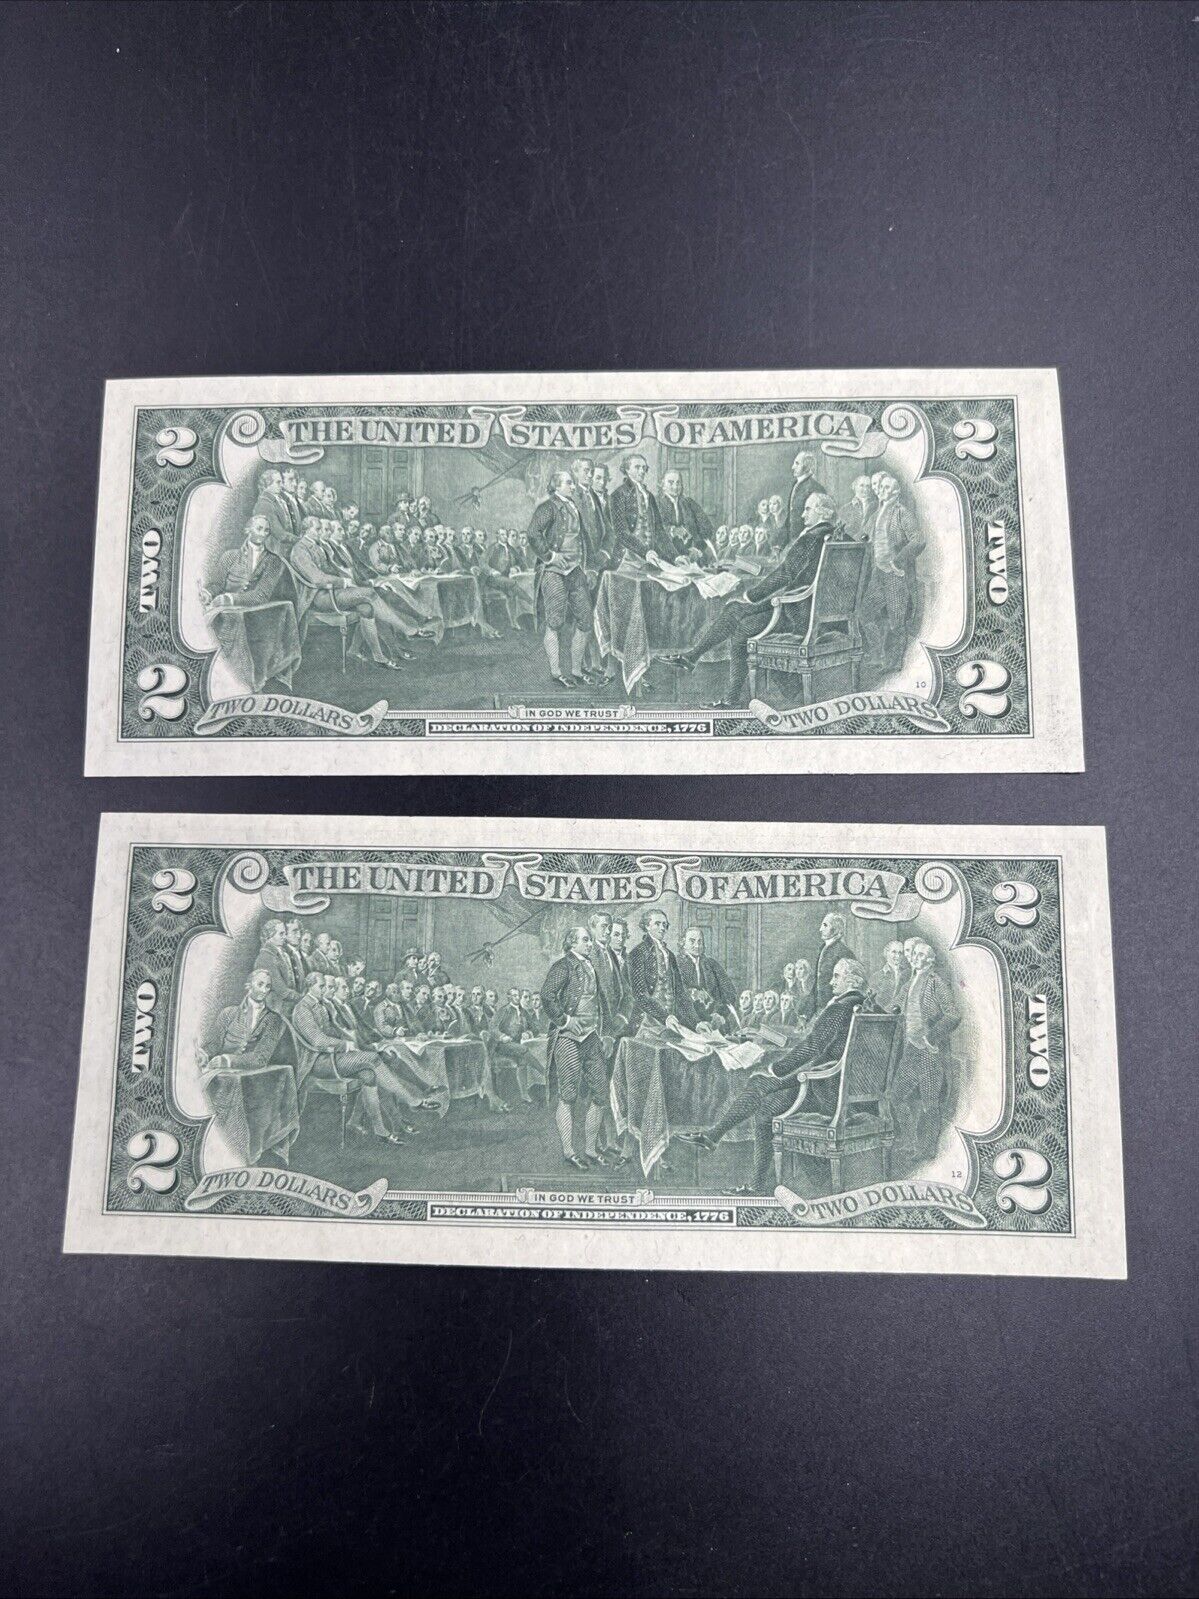 THE UNITED STATES OF AMERICA
2 2
TWO TWO
10
2 2
TWO DOLLARS IN GOD WE TRUST TWO DOLLARS
DECLARATION OF INDEPENDENCE, 1776
THE UNITED STATES OF AMERICA
2 2
TWO TWO
12
2 2
TWO DOLLARS IN GOD WE TRUST TWO DOLLARS
DECLARATION OF INDEPENDENCE, 1776